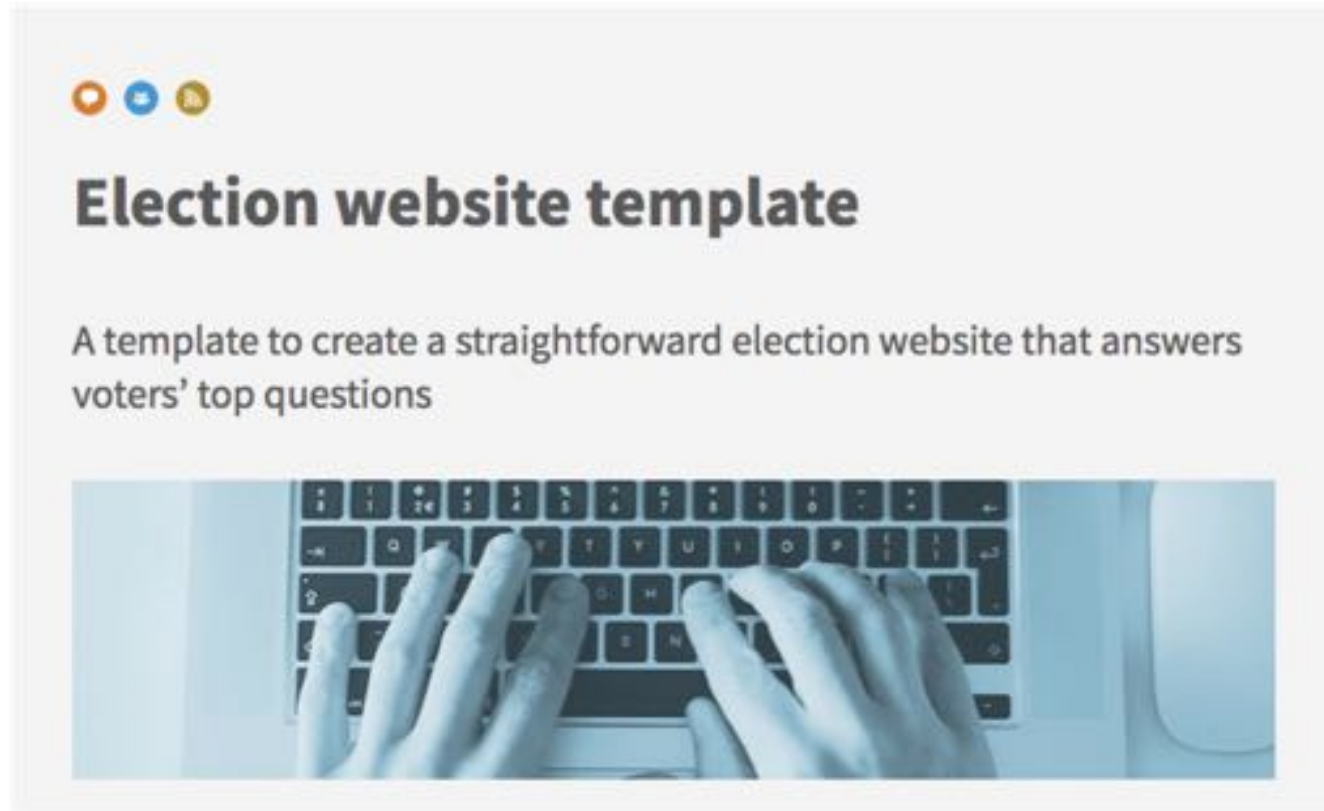 Election website template
A template to create a straightforward election website that answers
voters’ top questions